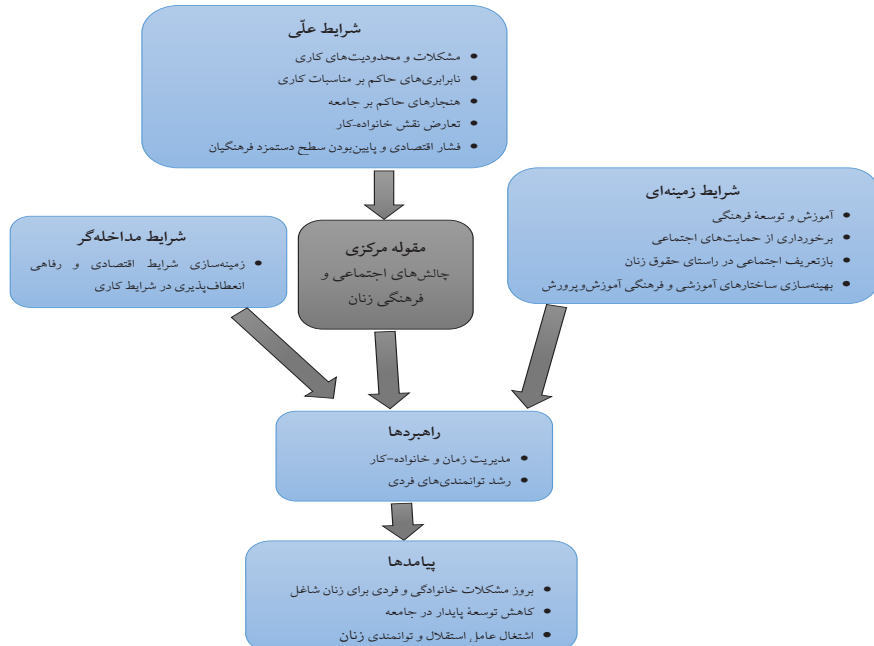 شرایط علّی
• مشکلات و محدودیت‌های کاری
• نابرابری‌های حاکم بر مناسبات کاری
• هنجارهای حاکم بر جامعه
• تعارض نقش خانواده-کار
• فشار اقتصادی و پایین‌بودن سطح دستمزد فرهنگیان
شرایط زمینه‌ای
• آموزش و توسعهٔ فرهنگی
• برخورداری از حمایت‌های اجتماعی
• بازتعریف اجتماعی در راستای حقوق زنان
• بهینه‌سازی ساختارهای آموزشی و فرهنگی آموزش‌وپرورش
مقوله مرکزی
چالش‌های اجتماعی و
فرهنگی زنان
شرایط مداخله‌گر
• زمینه‌سازی شرایط اقتصادی و رفاهی
انعطاف‌پذیری در شرایط کاری
راهبردها
• مدیریت زمان و خانواده–کار
• رشد توانمندی‌های فردی
پیامدها
• بروز مشکلات خانوادگی و فردی برای زنان شاغل
• کاهش توسعهٔ پایدار در جامعه
• اشتغال عامل استقلال و توانمندی زنان